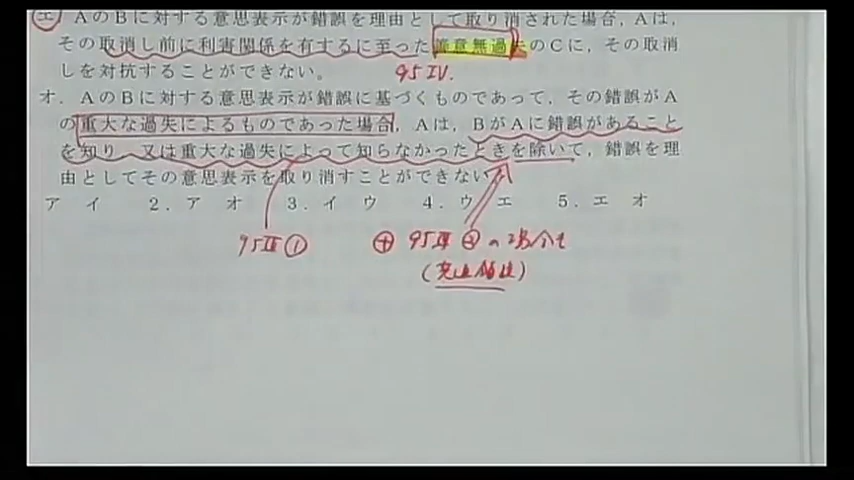 エ AのBに対する意思表示が錯誤を理由として取り消された場合,Aは,
その取消し前に利害関係を有するに至った善意無過失のCに,その取消
しを対抗することができない。 95 IV.
オ.AのBに対する意思表示が錯誤に基づくものであって,その錯誤がA
の重大な過失によるものであった場合,Aは,BがAに錯誤があること
を知り,又は重大な過失によって知らなかったときを除いて,錯誤を理
由としてその意思表示を取り消すことができない
ア イ 2.ア オ 3.イ ウ 4.ウ エ 5.エ オ
95Ⅲ① ⊕ 95Ⅲ②の場合も
(共通錯誤)